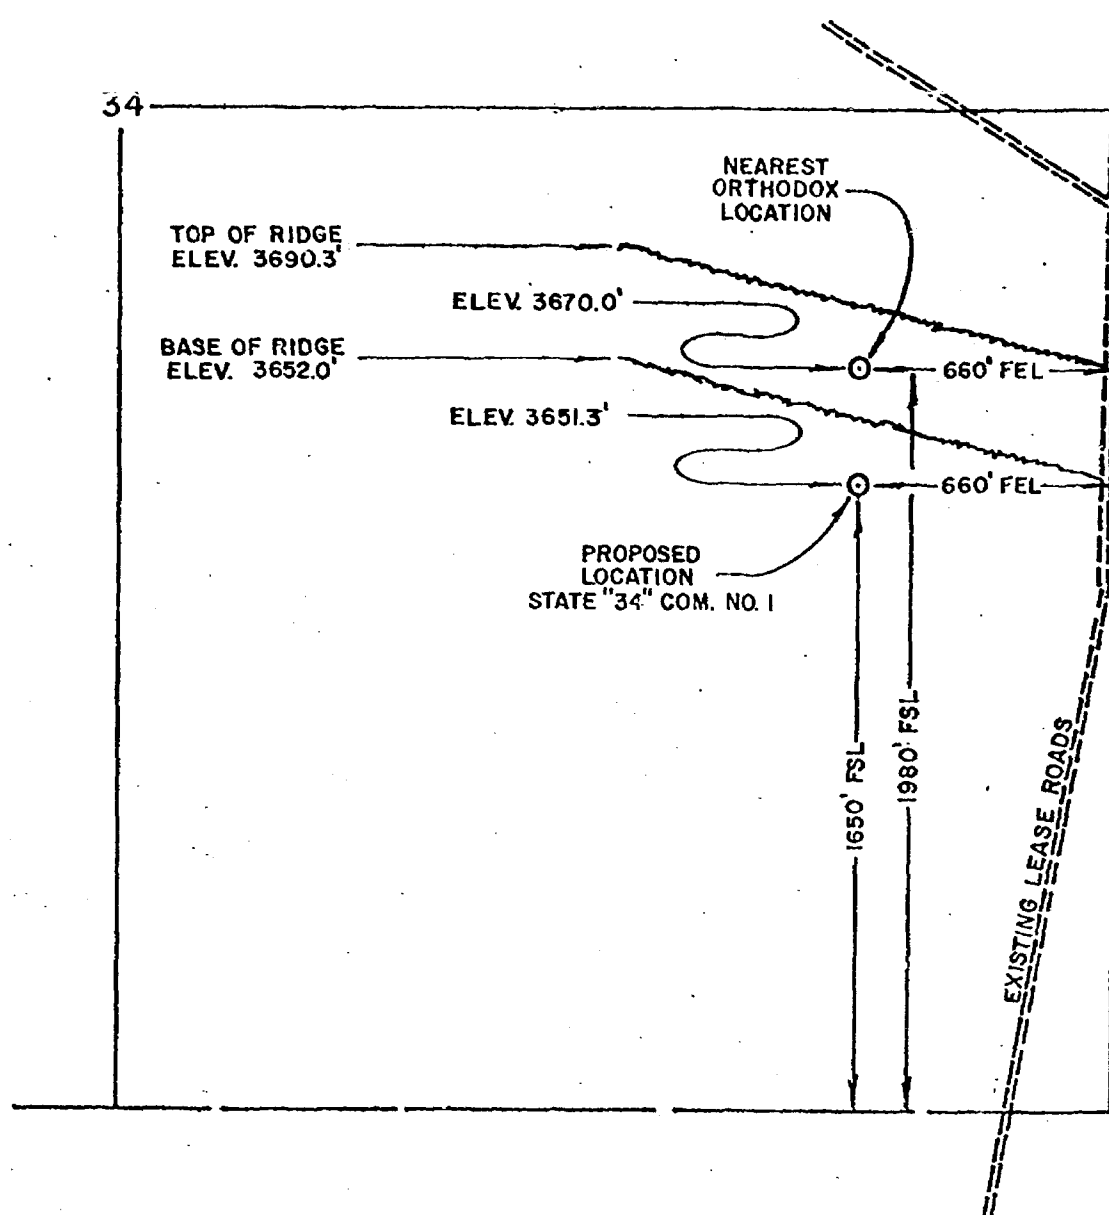 34
NEAREST
ORTHODOX
LOCATION
TOP OF RIDGE
ELEV. 3690.3'
ELEV. 3670.0'
BASE OF RIDGE
ELEV. 3652.0'
660' FEL
ELEV. 3651.3'
660' FEL
PROPOSED
LOCATION
STATE "34" COM. NO. 1
1650' FSL
1980' FSL
EXISTING LEASE ROADS